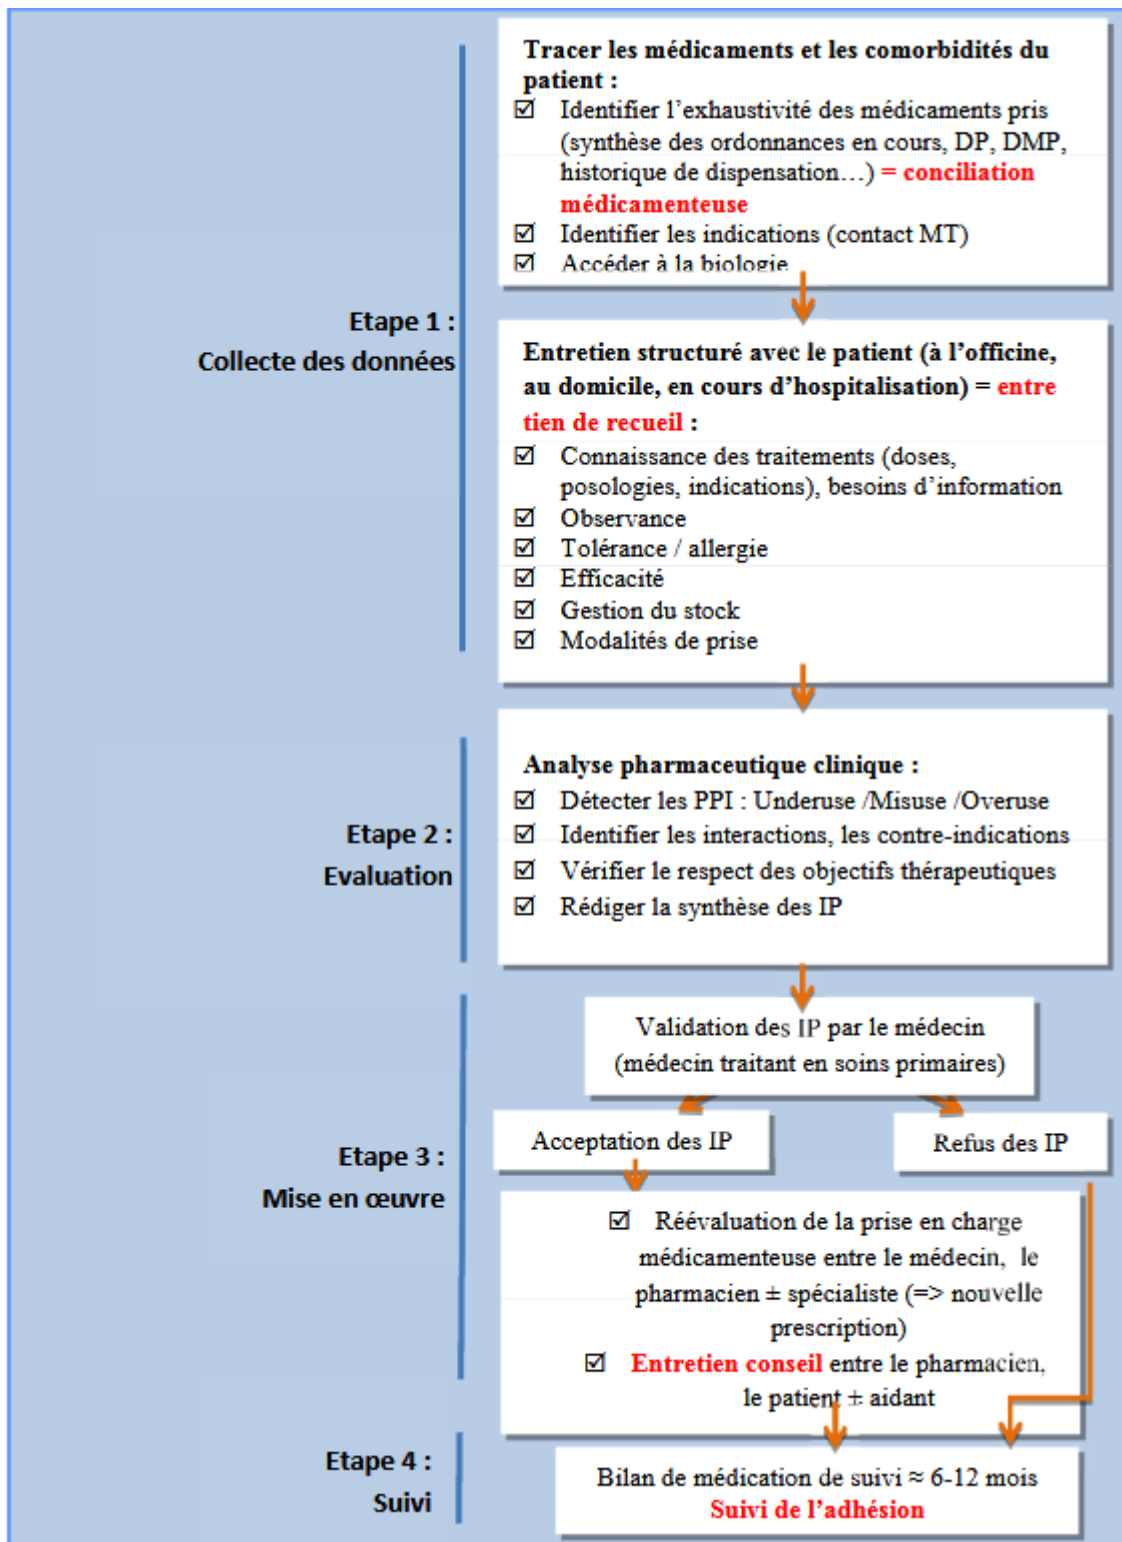 Tracer les médicaments et les comorbidités du
patient :
☑ Identifier l’exhaustivité des médicaments pris
(synthèse des ordonnances en cours, DP, DMP,
historique de dispensation…) = conciliation
médicamenteuse
☑ Identifier les indications (contact MT)
☑ Accéder à la biologie
Etape 1 :
Collecte des données
Entretien structuré avec le patient (à l’officine,
au domicile, en cours d’hospitalisation) = entre
tien de recueil :
☑ Connaissance des traitements (doses,
posologies, indications), besoins d’information
☑ Observance
☑ Tolérance / allergie
☑ Efficacité
☑ Gestion du stock
☑ Modalités de prise
Etape 2 :
Evaluation
Analyse pharmaceutique clinique :
☑ Détecter les PPI : Underuse /Misuse /Overuse
☑ Identifier les interactions, les contre-indications
☑ Vérifier le respect des objectifs thérapeutiques
☑ Rédiger la synthèse des IP
Etape 3 :
Mise en œuvre
Validation des IP par le médecin
(médecin traitant en soins primaires)
Acceptation des IP
Refus des IP
☑ Réévaluation de la prise en charge
médicamenteuse entre le médecin, le
pharmacien ± spécialiste (=> nouvelle
prescription)
☑ Entretien conseil entre le pharmacien,
le patient ± aidant
Etape 4 :
Suivi
Bilan de médication de suivi ≈ 6-12 mois
Suivi de l’adhésion